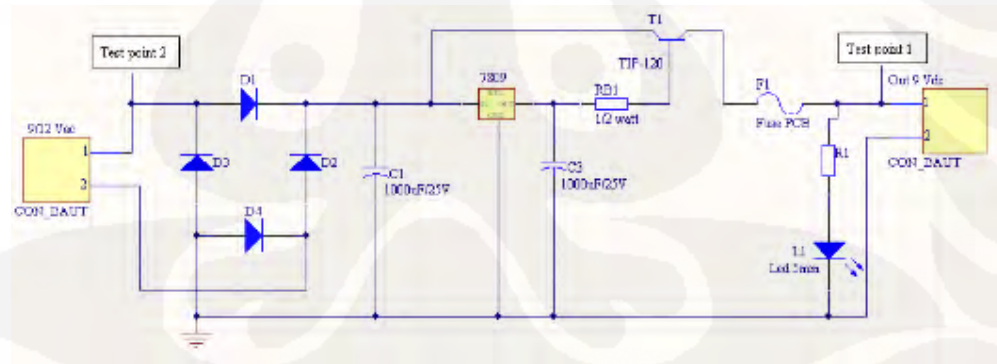 Test point 2
D1
9/12 Vac
1
2
CON_BAUT
D3
D2
D4
C1
1000uF/25V
7809
RB1
1/2 watt
T1
TIP-120
C3
1000uF/25V
F1
Fuse PCB
Test point 1
Out 9 Vdc
1
2
CON_BAUT
R1
L1
Led 5mm